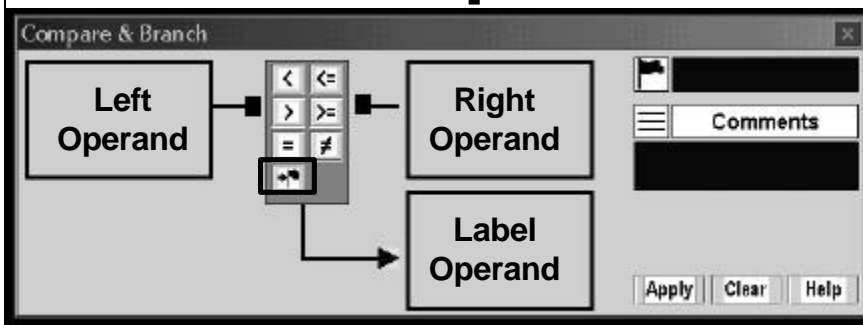 Compare & Branch
Left
Operand
< <=
> >=
= ≠
Right
Operand
Label
Operand
Comments
Apply Clear Help